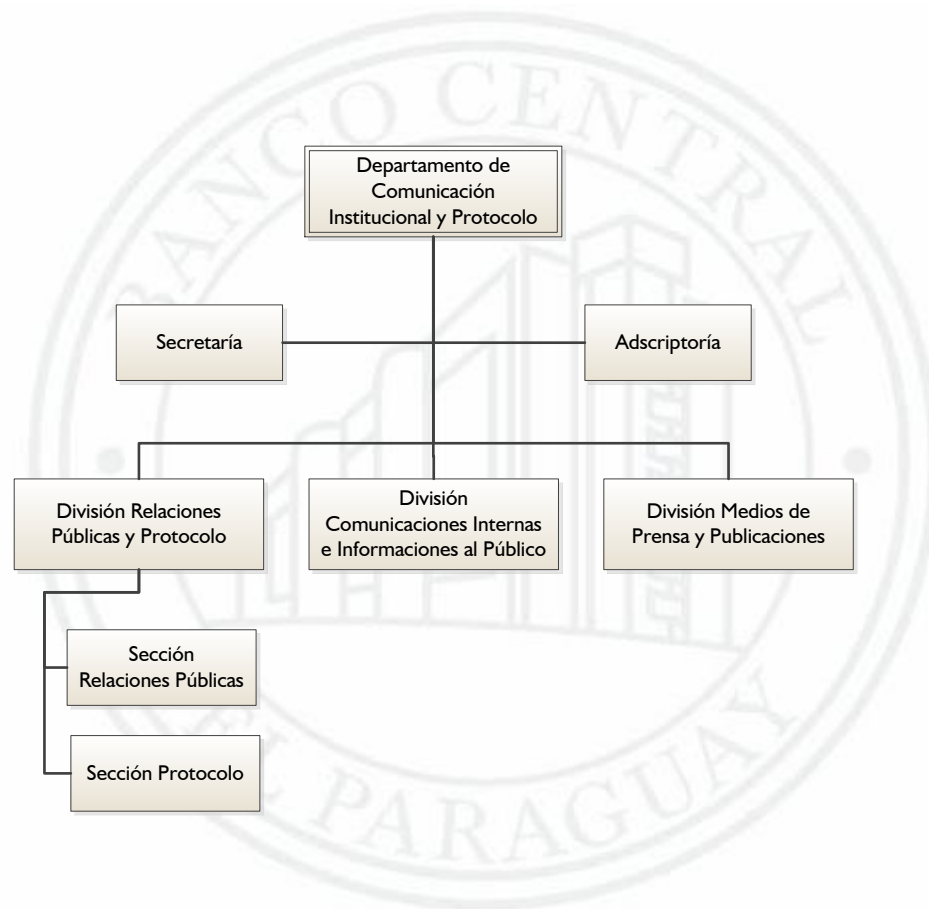 BANCO CENTRAL
Departamento de
Comunicación
Institucional y Protocolo
Secretaría
Adscriptoría
División Relaciones
Públicas y Protocolo
División
Comunicaciones Internas
e Informaciones al Público
División Medios de
Prensa y Publicaciones
Sección
Relaciones Públicas
Sección Protocolo
EL PARAGUAY